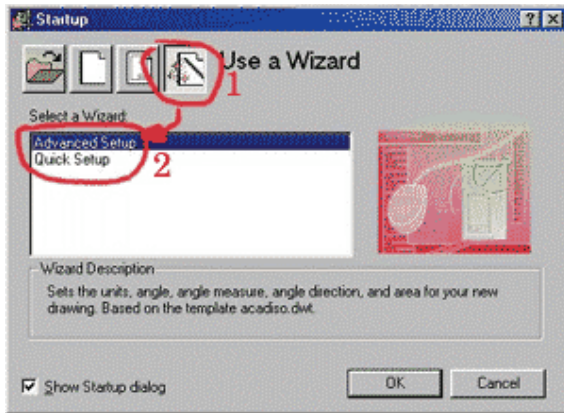 Startup
Use a Wizard
1
Select a Wizard:
Advanced Setup
Quick Setup
2
Wizard Description
Sets the units, angle, angle measure, angle direction, and area for your new
drawing. Based on the template acadiso.dwt.
Show Startup dialog
OK
Cancel